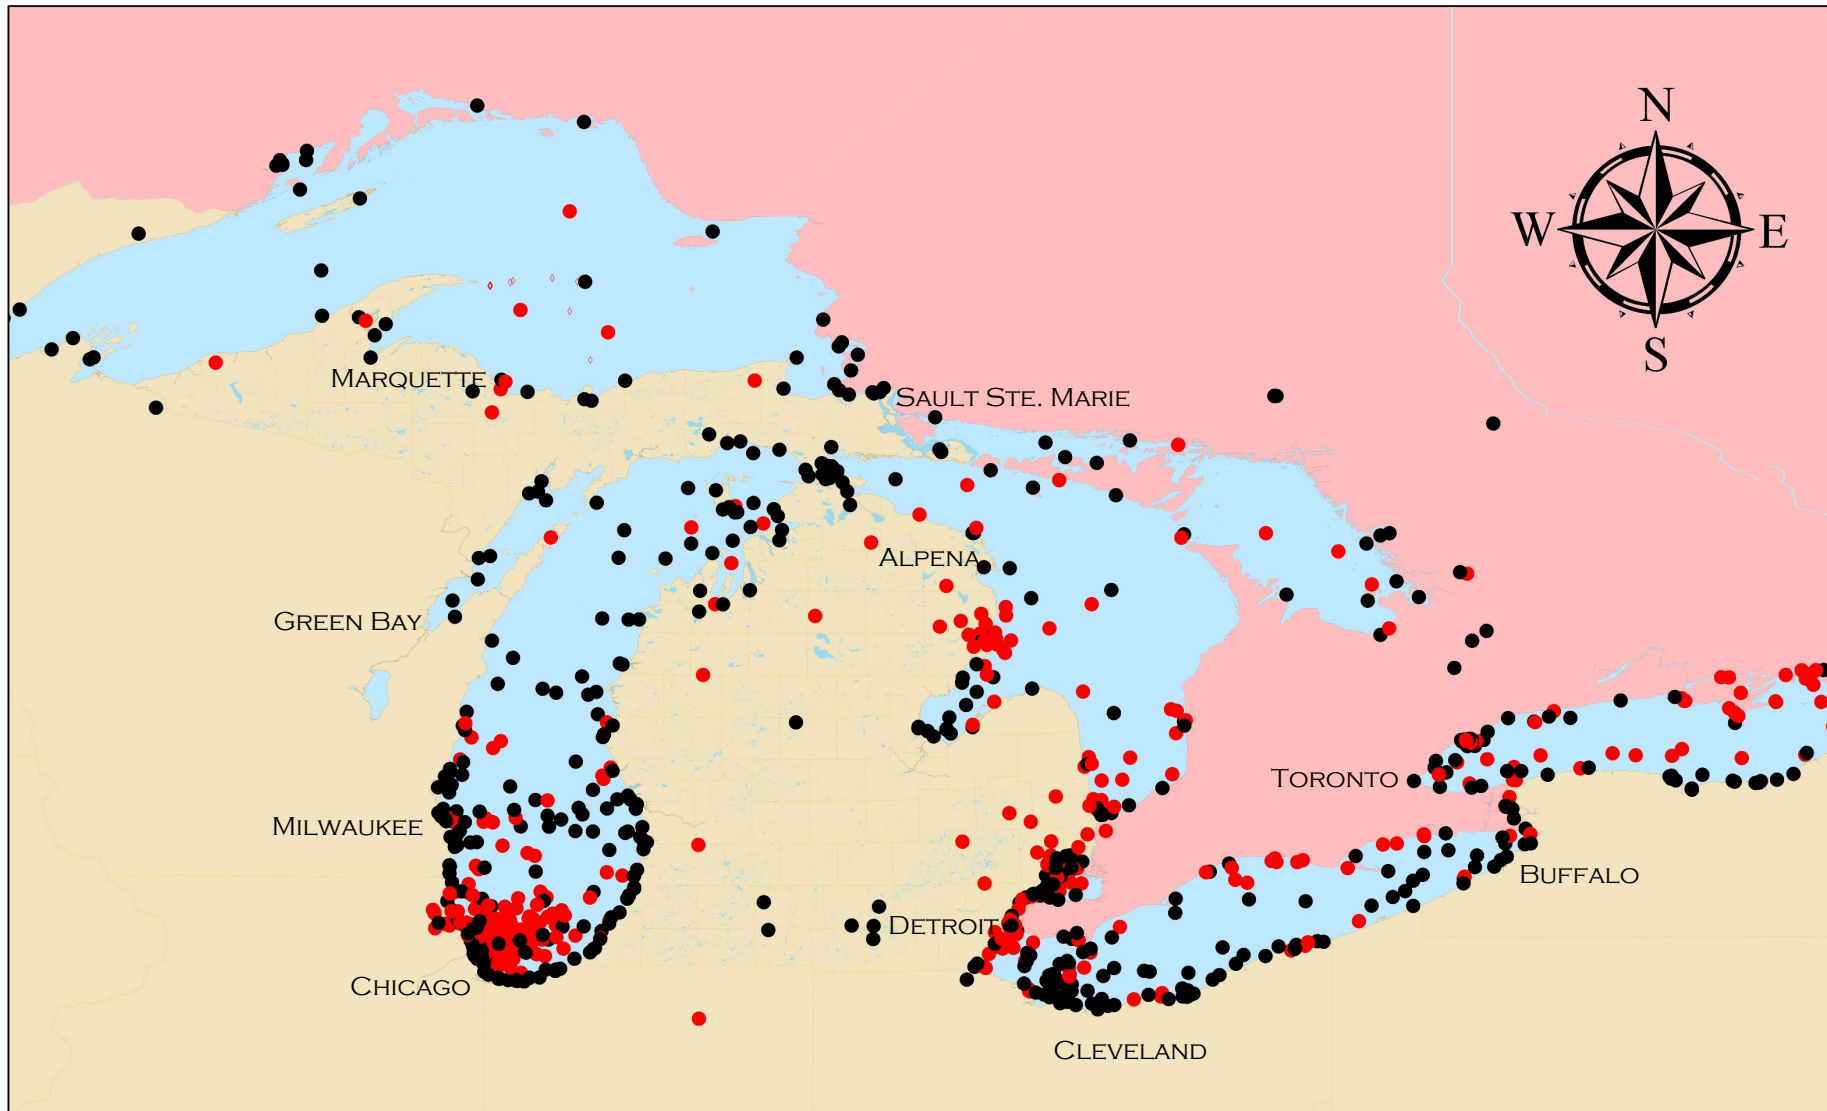 N
W E
S
Marquette
Sault Ste. Marie
Alpena
Green Bay
Toronto
Milwaukee
Buffalo
Detroit
Chicago
Cleveland